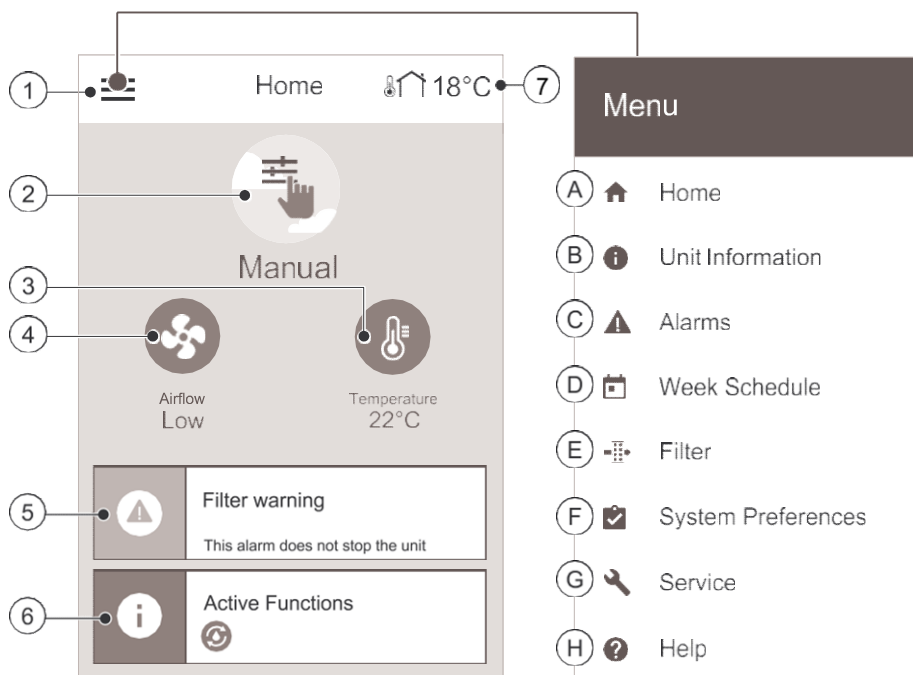 1
Home
18°C
7
2
Manual
3
4
Airflow
Low
Temperature
22°C
5
Filter warning
This alarm does not stop the unit
6
i
Active Functions
Menu
A Home
B i Unit Information
C Alarms
D Week Schedule
E Filter
F System Preferences
G Service
H ? Help